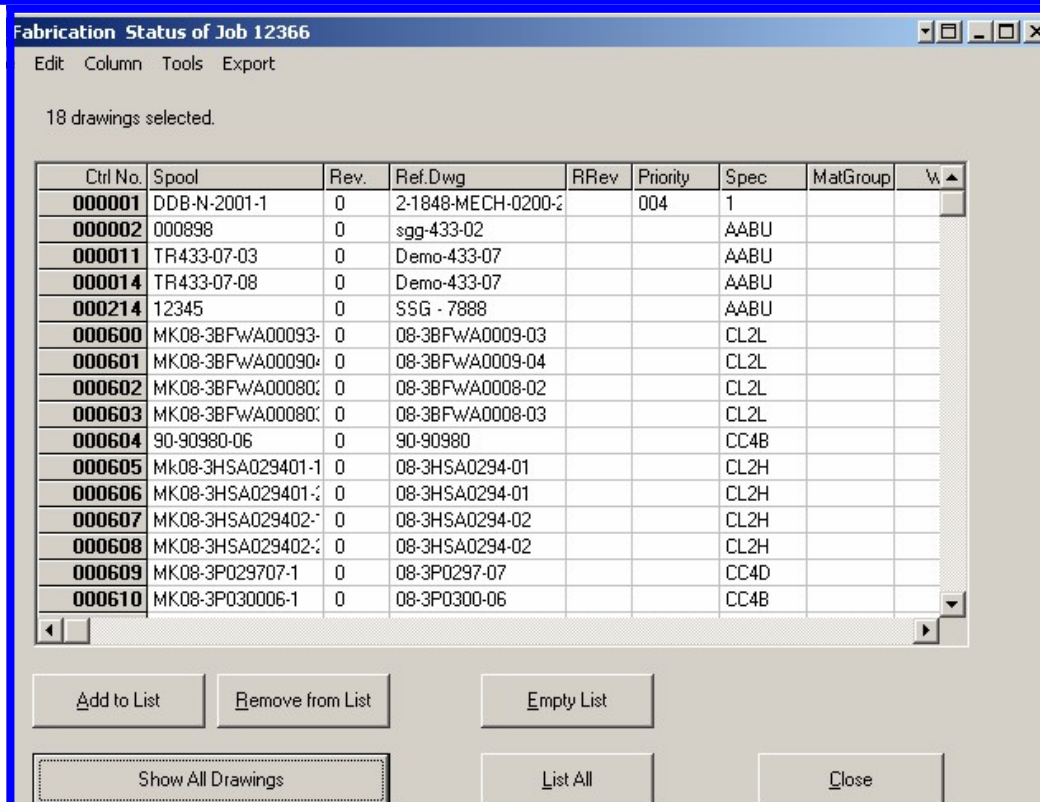 Fabrication Status of Job 12366
Edit Column Tools Export
18 drawings selected.
Ctrl No. Spool Rev. Ref.Dwg RRev Priority Spec MatGroup
000001 DDB-N-2001-1 0 2-1848-MECH-0200-2 004 1
000002 000898 0 sgg-433-02 AABU
000011 TR433-07-03 0 Demo-433-07 AABU
000014 TR433-07-08 0 Demo-433-07 AABU
000214 12345 0 SSG - 7888 AABU
000600 MK08-3BFWA00093- 0 08-3BFWA0009-03 CL2L
000601 MK08-3BFWA00090 0 08-3BFWA0009-04 CL2L
000602 MK08-3BFWA00080 0 08-3BFWA0008-02 CL2L
000603 MK08-3BFWA00080 0 08-3BFWA0008-03 CL2L
000604 90-90980-06 0 90-90980 CC4B
000605 Mk08-3HSA029401-1 0 08-3HSA0294-01 CL2H
000606 MK08-3HSA029401- 0 08-3HSA0294-01 CL2H
000607 MK08-3HSA029402- 0 08-3HSA0294-02 CL2H
000608 MK08-3HSA029402- 0 08-3HSA0294-02 CL2H
000609 MK08-3P029707-1 0 08-3P0297-07 CC4D
000610 MK08-3P030006-1 0 08-3P0300-06 CC4B
Add to List Remove from List Empty List
Show All Drawings List All Close